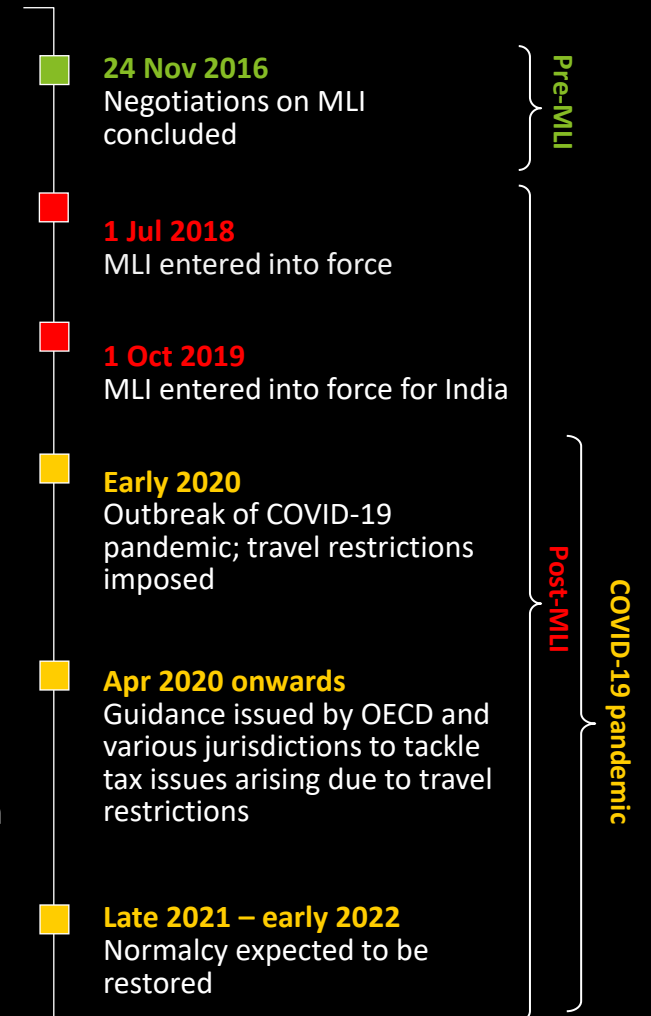 24 Nov 2016
Negotiations on MLI
concluded
Pre-MLI
1 Jul 2018
MLI entered into force
1 Oct 2019
MLI entered into force for India
Early 2020
Outbreak of COVID-19
pandemic; travel restrictions
imposed
Apr 2020 onwards
Guidance issued by OECD and
various jurisdictions to tackle
tax issues arising due to travel
restrictions
Late 2021 – early 2022
Normalcy expected to be
restored
Post-MLI
COVID-19 pandemic